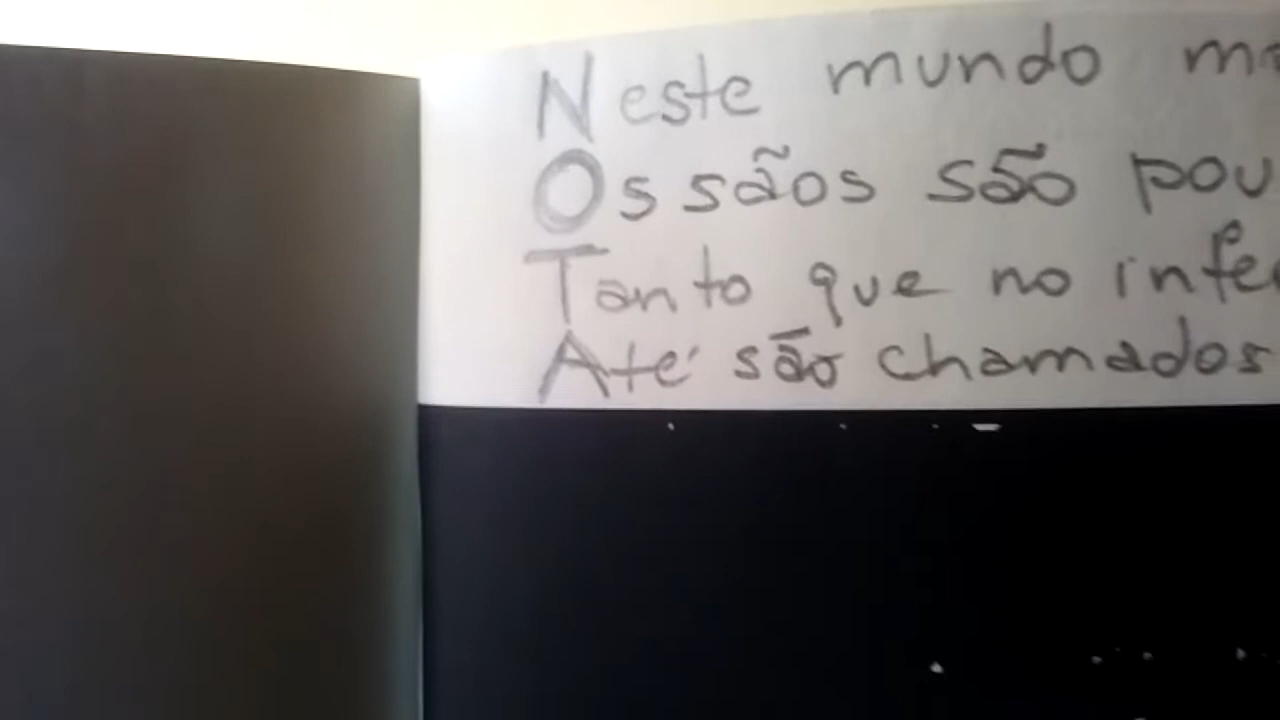 Neste mundo
Os sãos são
Tanto que no
Até são chamados